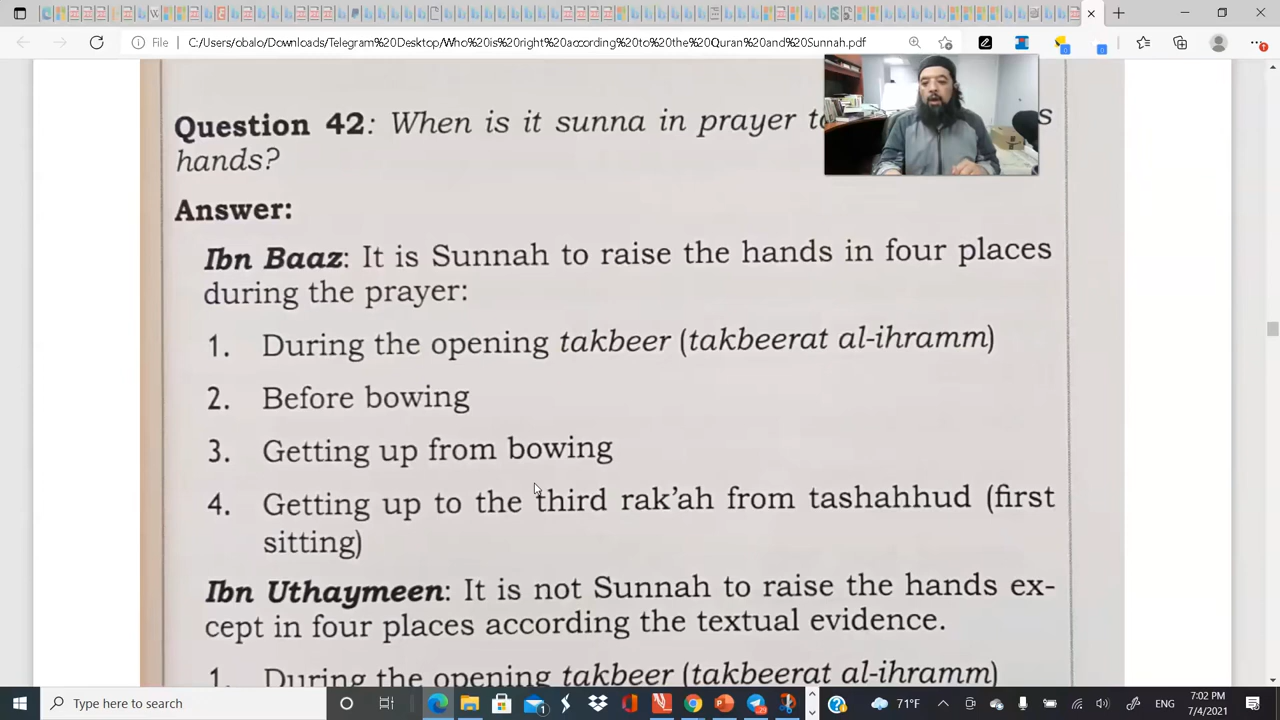 File
C:/Users/obalo/Downloads/Telegram%20Desktop/Who%20is%20right%20according%20to%20the%20Quran%20and%20Sunnah.pdf
Question 42: When is it sunna in prayer to
hands?
Answer:
Ibn Baaz: It is Sunnah to raise the hands in four places
during the prayer:
1. During the opening takbeer (takbeerat al-ihramm)
2. Before bowing
3. Getting up from bowing
4. Getting up to the third rak'ah from tashahhud (first
sitting)
Ibn Uthaymeen: It is not Sunnah to raise the hands ex-
cept in four places according the textual evidence.
1. During the opening takbeer (takbeerat al-ihramm)
Type here to search
71°F
ENG
7:02 PM
7/4/2021